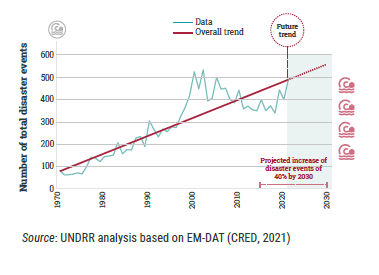 Data
Overall trend
Future
trend
Number of total disaster events
600
500
400
300
200
100
0
1970
1980
1990
2000
2010
2020
2030
Projected increase of
disaster events of
40% by 2030
Source: UNDRR analysis based on EM-DAT (CRED, 2021)